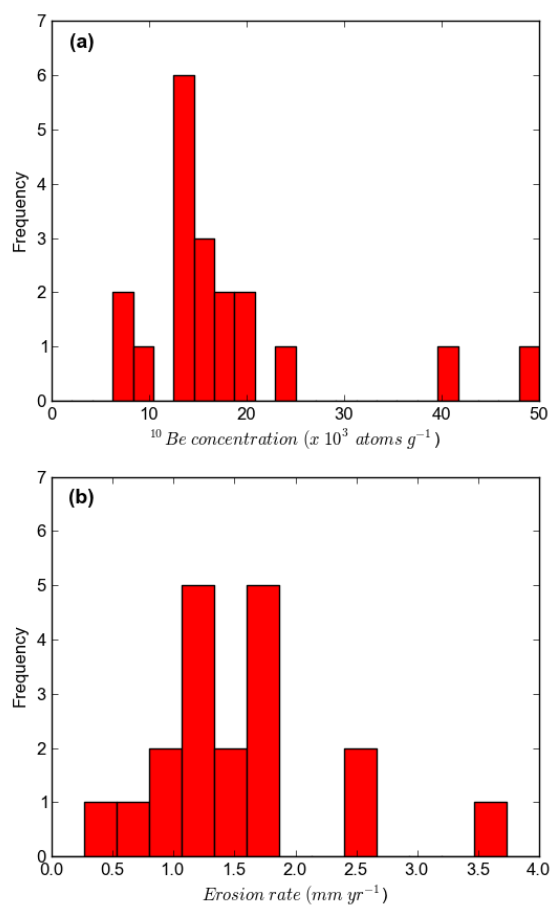 (a)
7
6
5
4
3
2
1
0
Frequency
0 10 20 30 40 50
¹⁰ Be concentration (x 10³ atoms g⁻¹ )
(b)
7
6
5
4
3
2
1
0
Frequency
0.0 0.5 1.0 1.5 2.0 2.5 3.0 3.5 4.0
Erosion rate (mm yr⁻¹)